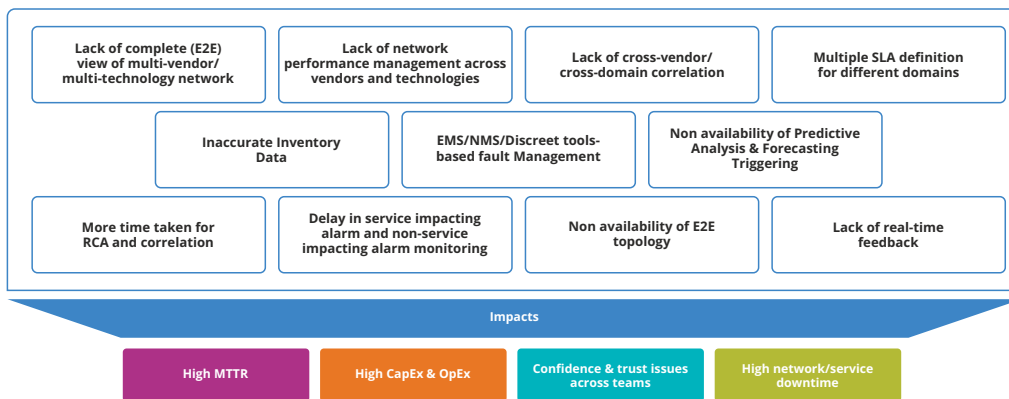 Lack of complete (E2E)
view of multi-vendor/
multi-technology network
Lack of network
performance management across
vendors and technologies
Lack of cross-vendor/
cross-domain correlation
Multiple SLA definition
for different domains
Inaccurate Inventory
Data
EMS/NMS/Discreet tools-
based fault Management
Non availability of Predictive
Analysis & Forecasting
Triggering
More time taken for
RCA and correlation
Delay in service impacting
alarm and non-service
impacting alarm monitoring
Non availability of E2E
topology
Lack of real-time
feedback
Impacts
High MTTR
High CapEx & OpEx
Confidence & trust issues
across teams
High network/service
downtime